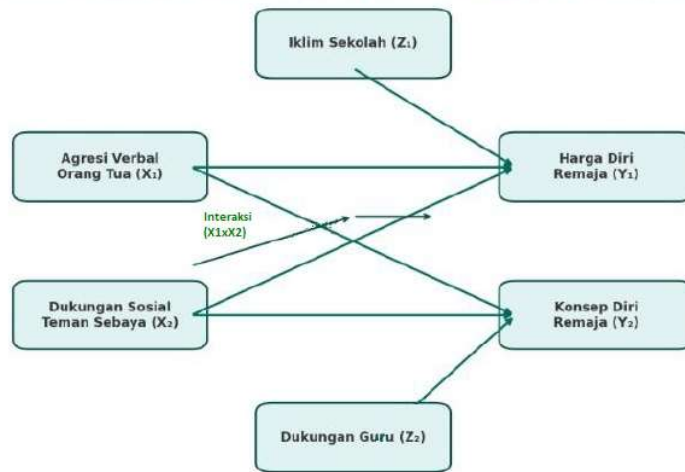 Iklim Sekolah (Z₁)
Agresi Verbal
Orang Tua (X₁)
Harga Diri
Remaja (Y₁)
Interaksi
(X1xX2)
Dukungan Sosial
Teman Sebaya (X₂)
Konsep Diri
Remaja (Y₂)
Dukungan Guru (Z₂)